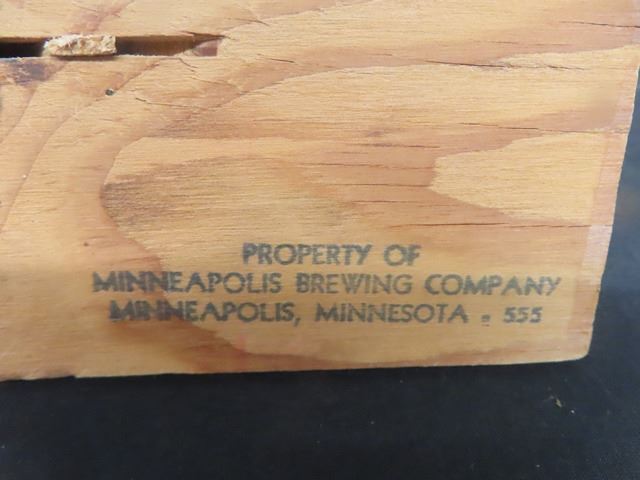 PROPERTY OF
MINNEAPOLIS BREWING COMPANY
MINNEAPOLIS, MINNESOTA . 555